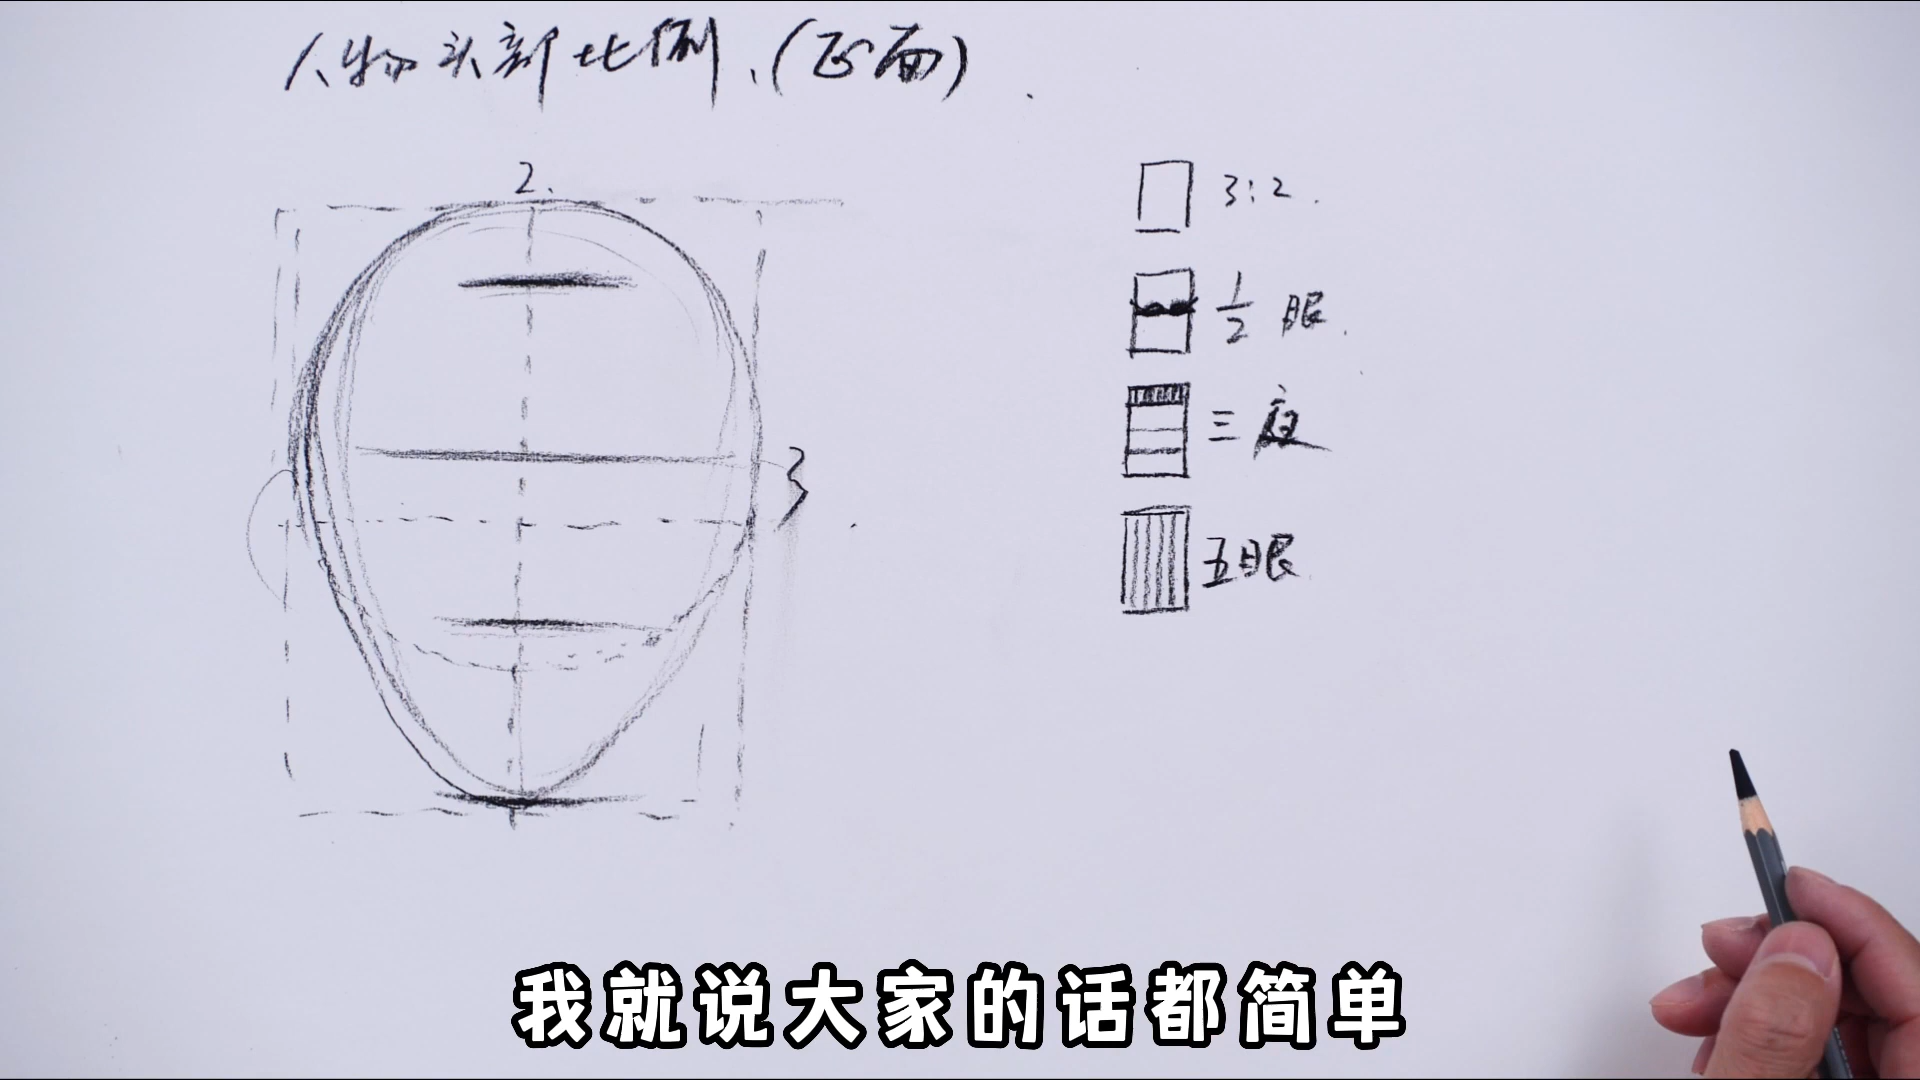 人物头部比例、(正面).
2.
3:2.
1/2 眼.
三庭
3
五眼
我就说大家的话都简单